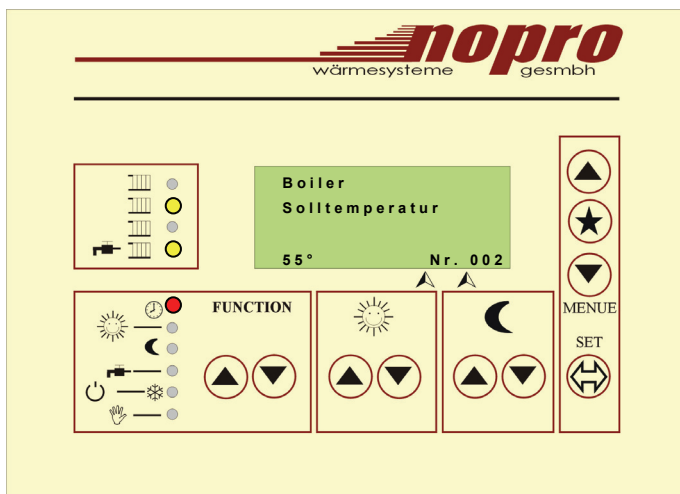 nopro
wärmesysteme gesmbh
Boiler
Solltemperatur
55° Nr. 002
FUNCTION
MENUE
SET